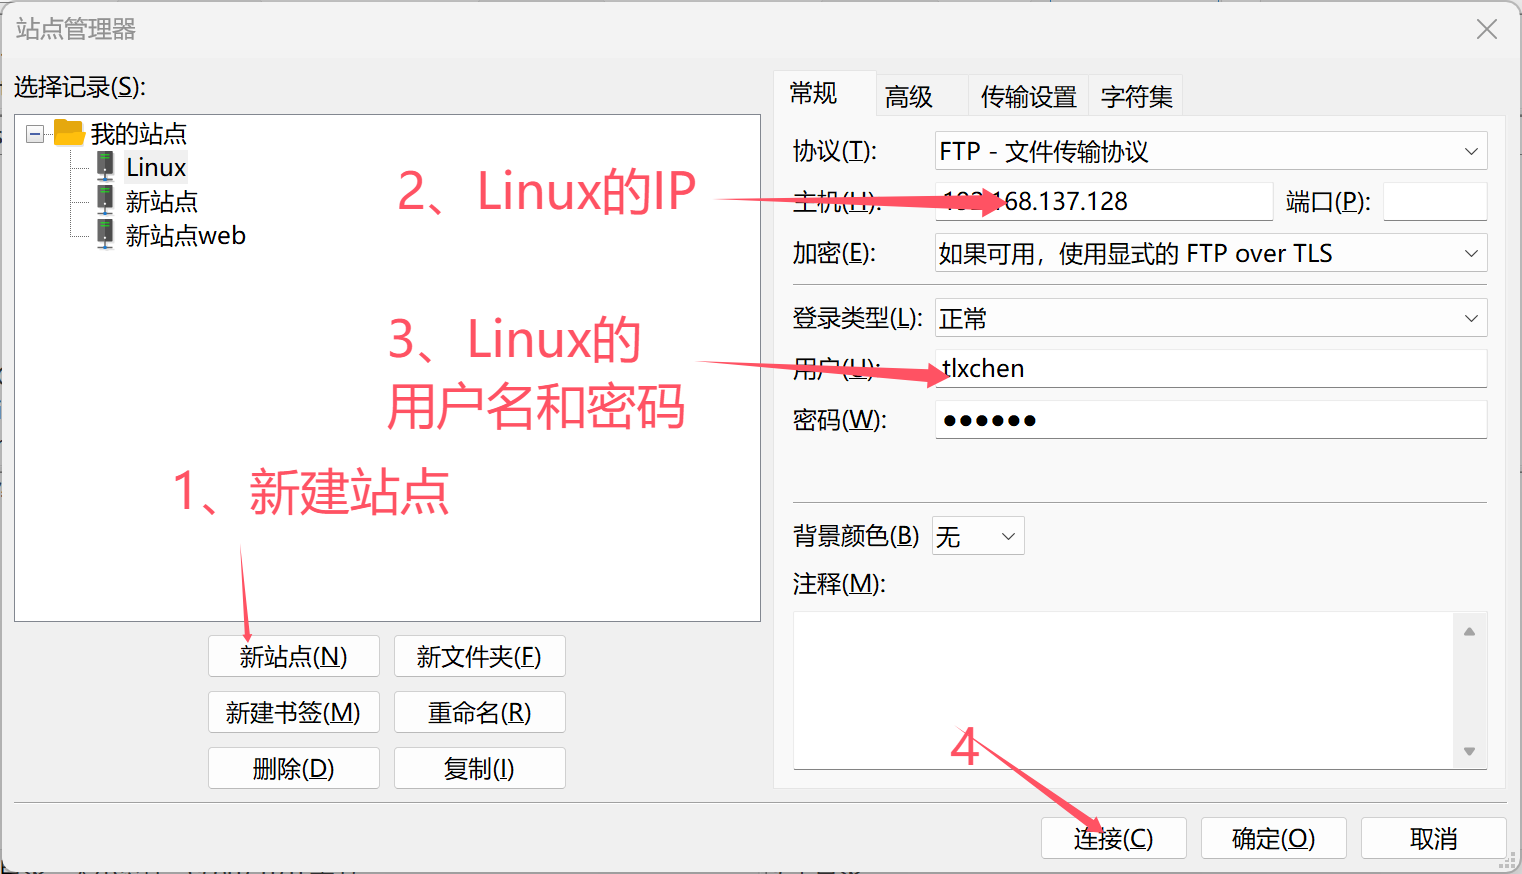 站点管理器
选择记录(S):
我的站点
Linux
新站点
新站点web
2、Linux的IP
3、Linux的
用户名和密码
1、新建站点
新站点(N)
新文件夹(F)
新建书签(M)
重命名(R)
删除(D)
复制(I)
常规
高级
传输设置
字符集
协议(T):
FTP - 文件传输协议
主机(H):
192.168.137.128
端口(P):
加密(E):
如果可用，使用显式的 FTP over TLS
登录类型(L):
正常
用户(U):
tlxchen
密码(W):
●●●●●●
背景颜色(B)
无
注释(M):
4
连接(C)
确定(O)
取消